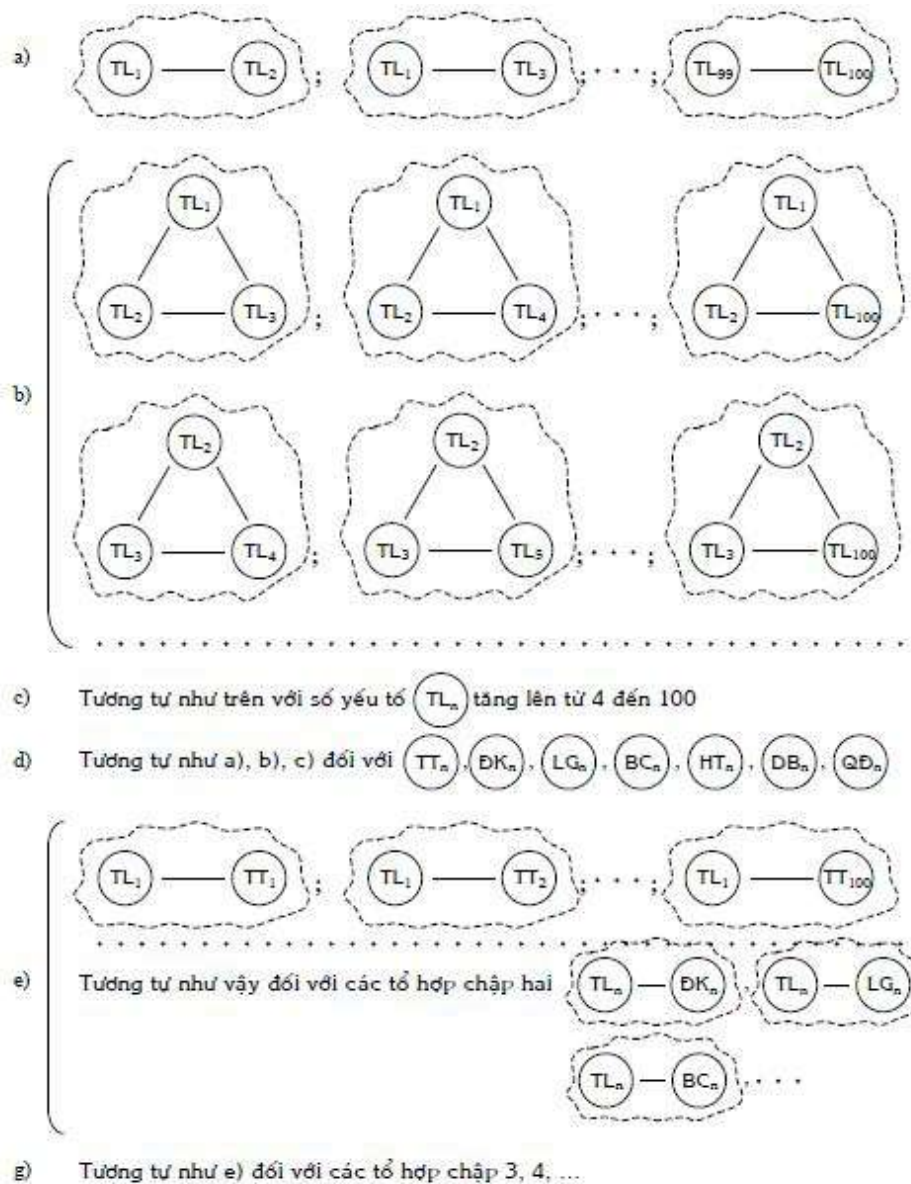 a) TL₁ TL₂ ; TL₁ TL₃ ; . . . ; TL₉₉ TL₁₀₀
TL₁ TL₁ TL₁
TL₂ TL₃ ; TL₂ TL₄ ; . . . ; TL₂ TL₁₀₀
b)
TL₂ TL₂ TL₂
TL₃ TL₄ ; TL₃ TL₅ ; . . . ; TL₃ TL₁₀₀
c) Tương tự như trên với số yếu tố TLₙ tăng lên từ 4 đến 100
d) Tương tự như a), b), c) đối với TTₙ, ĐKₙ, LGₙ, BCₙ, HTₙ, DBₙ, QĐₙ
TL₁ TT₁ ; TL₁ TT₂ ; . . . ; TL₁ TT₁₀₀
e) Tương tự như vậy đối với các tổ hợp chập hai TLₙ — ĐKₙ , TLₙ — LGₙ
TLₙ — BCₙ , . . .
g) Tương tự như e) đối với các tổ hợp chập 3, 4, ...